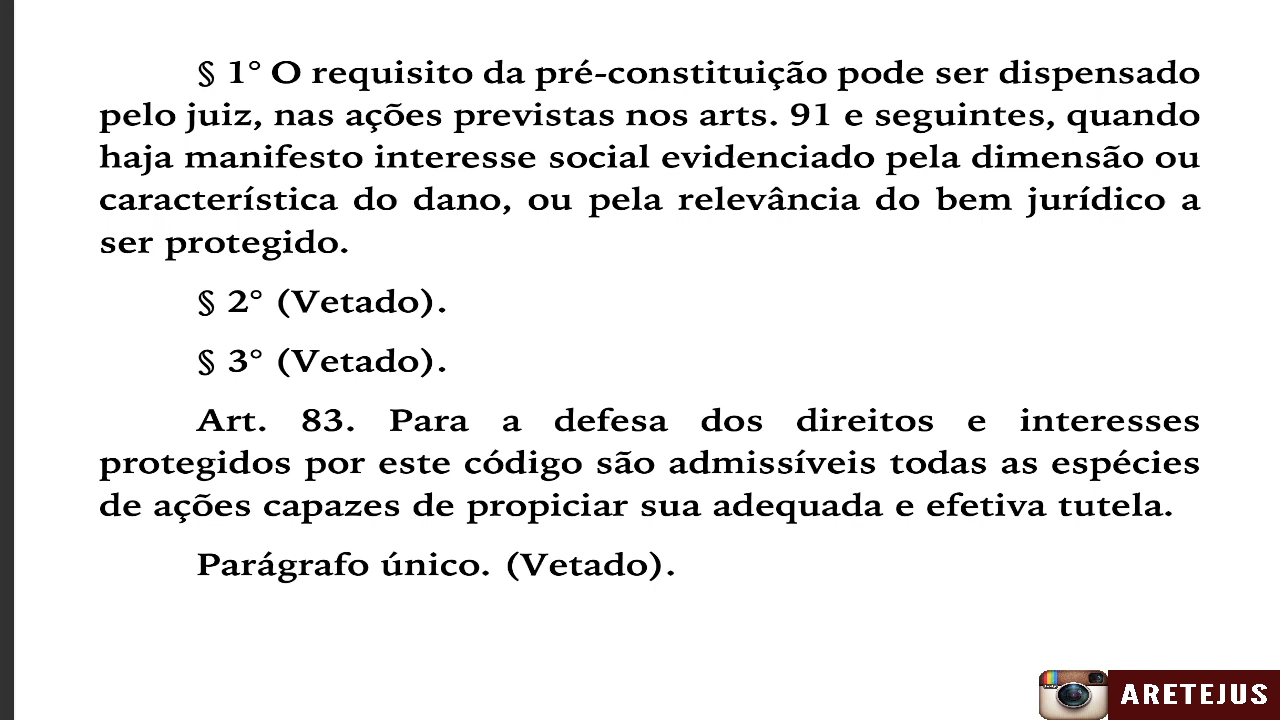 § 1° O requisito da pré-constituição pode ser dispensado
pelo juiz, nas ações previstas nos arts. 91 e seguintes, quando
haja manifesto interesse social evidenciado pela dimensão ou
característica do dano, ou pela relevância do bem jurídico a
ser protegido.
§ 2° (Vetado).
§ 3° (Vetado).
Art. 83. Para a defesa dos direitos e interesses
protegidos por este código são admissíveis todas as espécies
de ações capazes de propiciar sua adequada e efetiva tutela.
Parágrafo único. (Vetado).
ARETEJUS